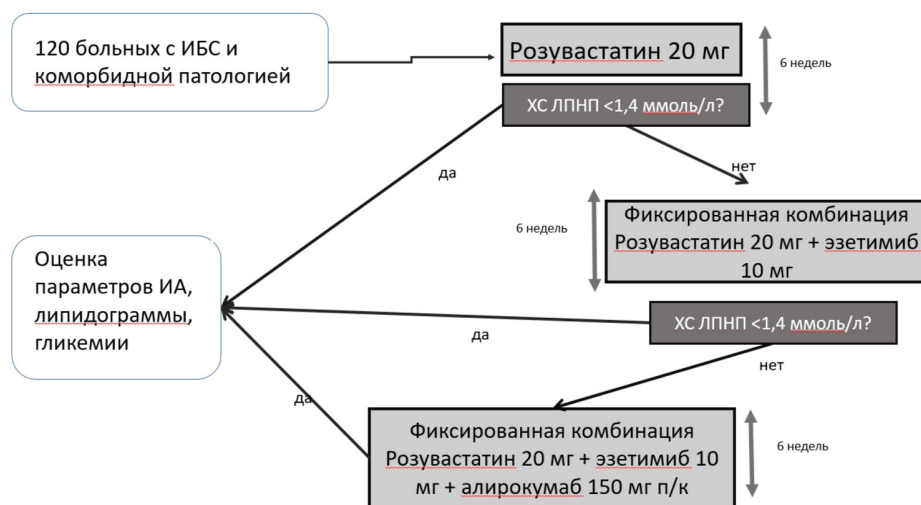 120 больных с ИБС и
коморбидной патологией
Розувастатин 20 мг
6 недель
ХС ЛПНП <1,4 ммоль/л?
да
нет
6 недель
Фиксированная комбинация
Розувастатин 20 мг + эзетимиб
10 мг
Оценка
параметров ИА,
липидограммы,
гликемии
ХС ЛПНП <1,4 ммоль/л?
да
нет
да
Фиксированная комбинация
Розувастатин 20 мг + эзетимиб 10
мг + алирокумаб 150 мг п/к
6 недель